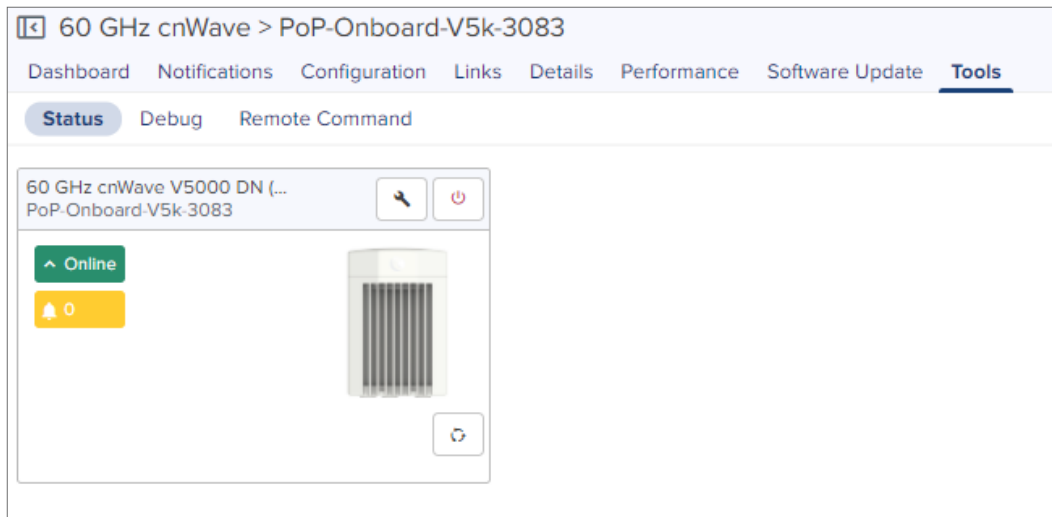 60 GHz cnWave > PoP-Onboard-V5k-3083
Dashboard Notifications Configuration Links Details Performance Software Update Tools
Status Debug Remote Command
60 GHz cnWave V5000 DN (...
PoP-Onboard-V5k-3083
Online
0